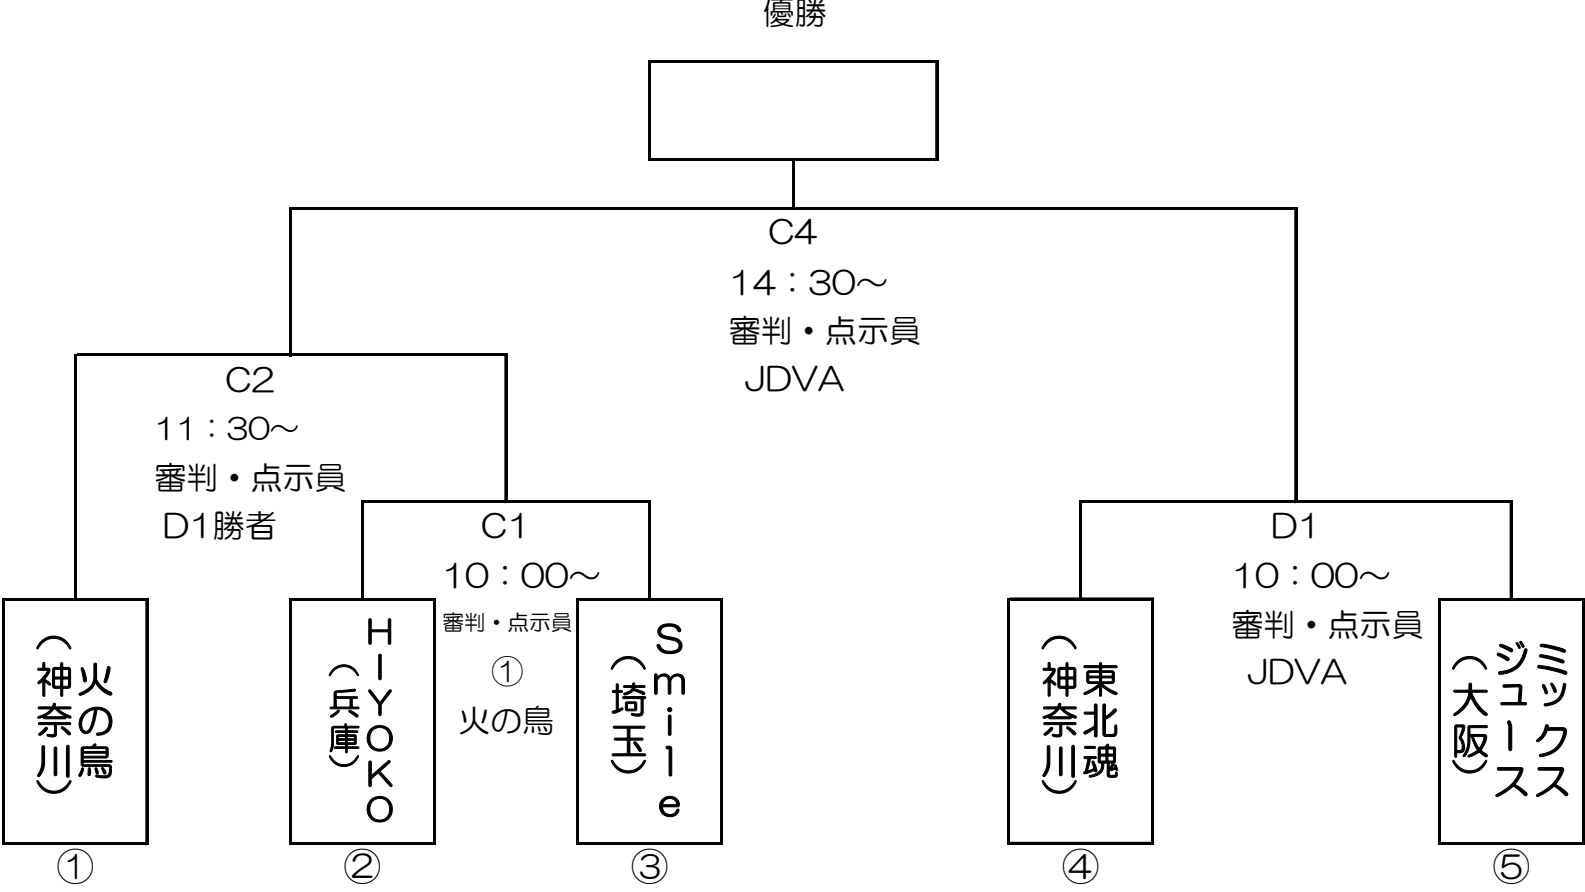 優勝
C4
14：30～
審判・点示員
JDVA
C2
11：30～
審判・点示員
D1勝者
C1
10：00～
審判・点示員
①
火の鳥
D1
10：00～
審判・点示員
JDVA
火の鳥
（神奈川）
HIYOKO
（兵庫）
Smile
（埼玉）
東北魂
（神奈川）
ミックス
ジュース
（大阪）
①
②
③
④
⑤